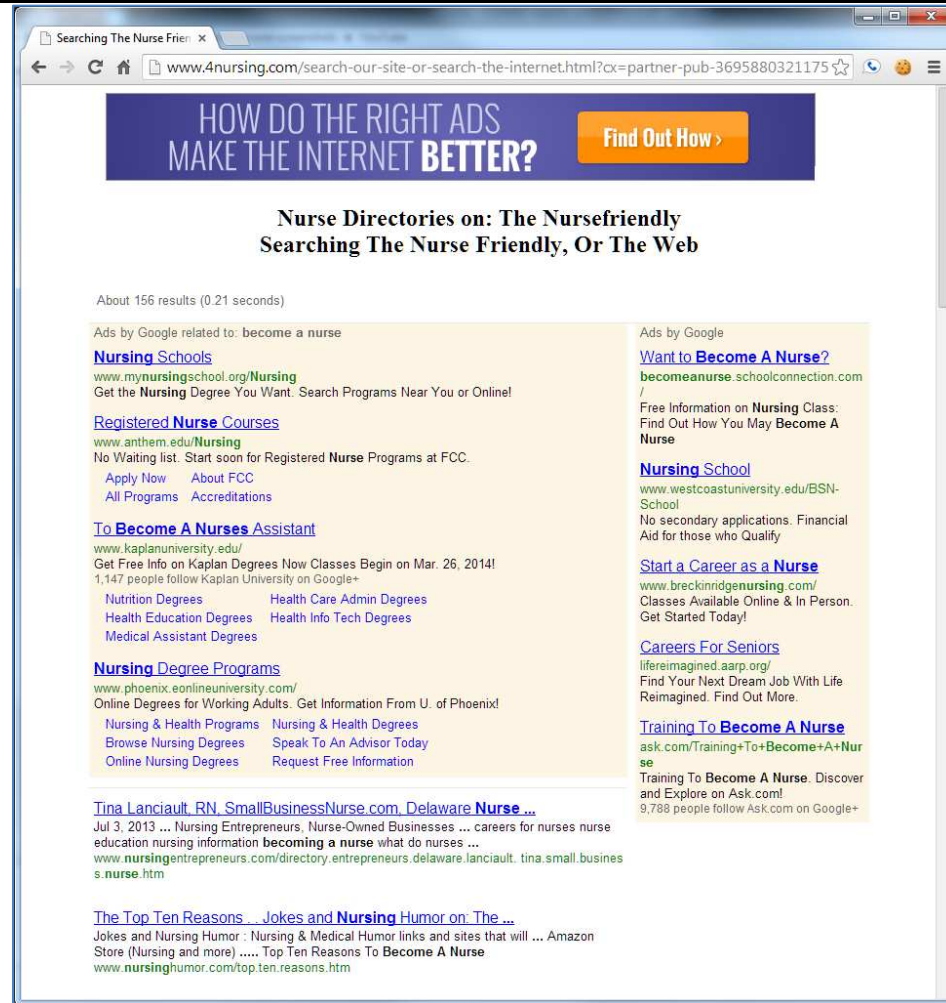 Searching The Nurse Frien
www.4nursing.com/search-our-site-or-search-the-internet.html?cx=partner-pub-3695880321175
HOW DO THE RIGHT ADS
MAKE THE INTERNET BETTER?
Find Out How ›
Nurse Directories on: The Nursefriendly
Searching The Nurse Friendly, Or The Web
About 156 results (0.21 seconds)
Ads by Google related to: become a nurse
Nursing Schools
www.mynursingschool.org/Nursing
Get the Nursing Degree You Want. Search Programs Near You or Online!
Registered Nurse Courses
www.anthem.edu/Nursing
No Waiting list. Start soon for Registered Nurse Programs at FCC.
Apply Now About FCC
All Programs Accreditations
To Become A Nurses Assistant
www.kaplanuniversity.edu/
Get Free Info on Kaplan Degrees Now Classes Begin on Mar. 26, 2014!
1,147 people follow Kaplan University on Google+
Nutrition Degrees Health Care Admin Degrees
Health Education Degrees Health Info Tech Degrees
Medical Assistant Degrees
Nursing Degree Programs
www.phoenix.eonlineuniversity.com/
Online Degrees for Working Adults. Get Information From U. of Phoenix!
Nursing & Health Programs Nursing & Health Degrees
Browse Nursing Degrees Speak To An Advisor Today
Online Nursing Degrees Request Free Information
Tina Lanciault, RN, SmallBusinessNurse.com, Delaware Nurse ...
Jul 3, 2013 ... Nursing Entrepreneurs, Nurse-Owned Businesses ... careers for nurses nurse
education nursing information becoming a nurse what do nurses ...
www.nursingentrepreneurs.com/directory.entrepreneurs.delaware.lanciault. tina.small.busines
s.nurse.htm
The Top Ten Reasons . . Jokes and Nursing Humor on: The ...
Jokes and Nursing Humor : Nursing & Medical Humor links and sites that will ... Amazon
Store (Nursing and more) ..... Top Ten Reasons To Become A Nurse
www.nursinghumor.com/top.ten.reasons.htm
Ads by Google
Want to Become A Nurse?
becomeanurse.schoolconnection.com
/
Free Information on Nursing Class:
Find Out How You May Become A
Nurse
Nursing School
www.westcoastuniversity.edu/BSN-
School
No secondary applications. Financial
Aid for those who Qualify
Start a Career as a Nurse
www.breckinridgenursing.com/
Classes Available Online & In Person.
Get Started Today!
Careers For Seniors
lifereimagined.aarp.org/
Find Your Next Dream Job With Life
Reimagined. Find Out More.
Training To Become A Nurse
ask.com/Training+To+Become+A+Nur
se
Training To Become A Nurse. Discover
and Explore on Ask.com!
9,788 people follow Ask.com on Google+